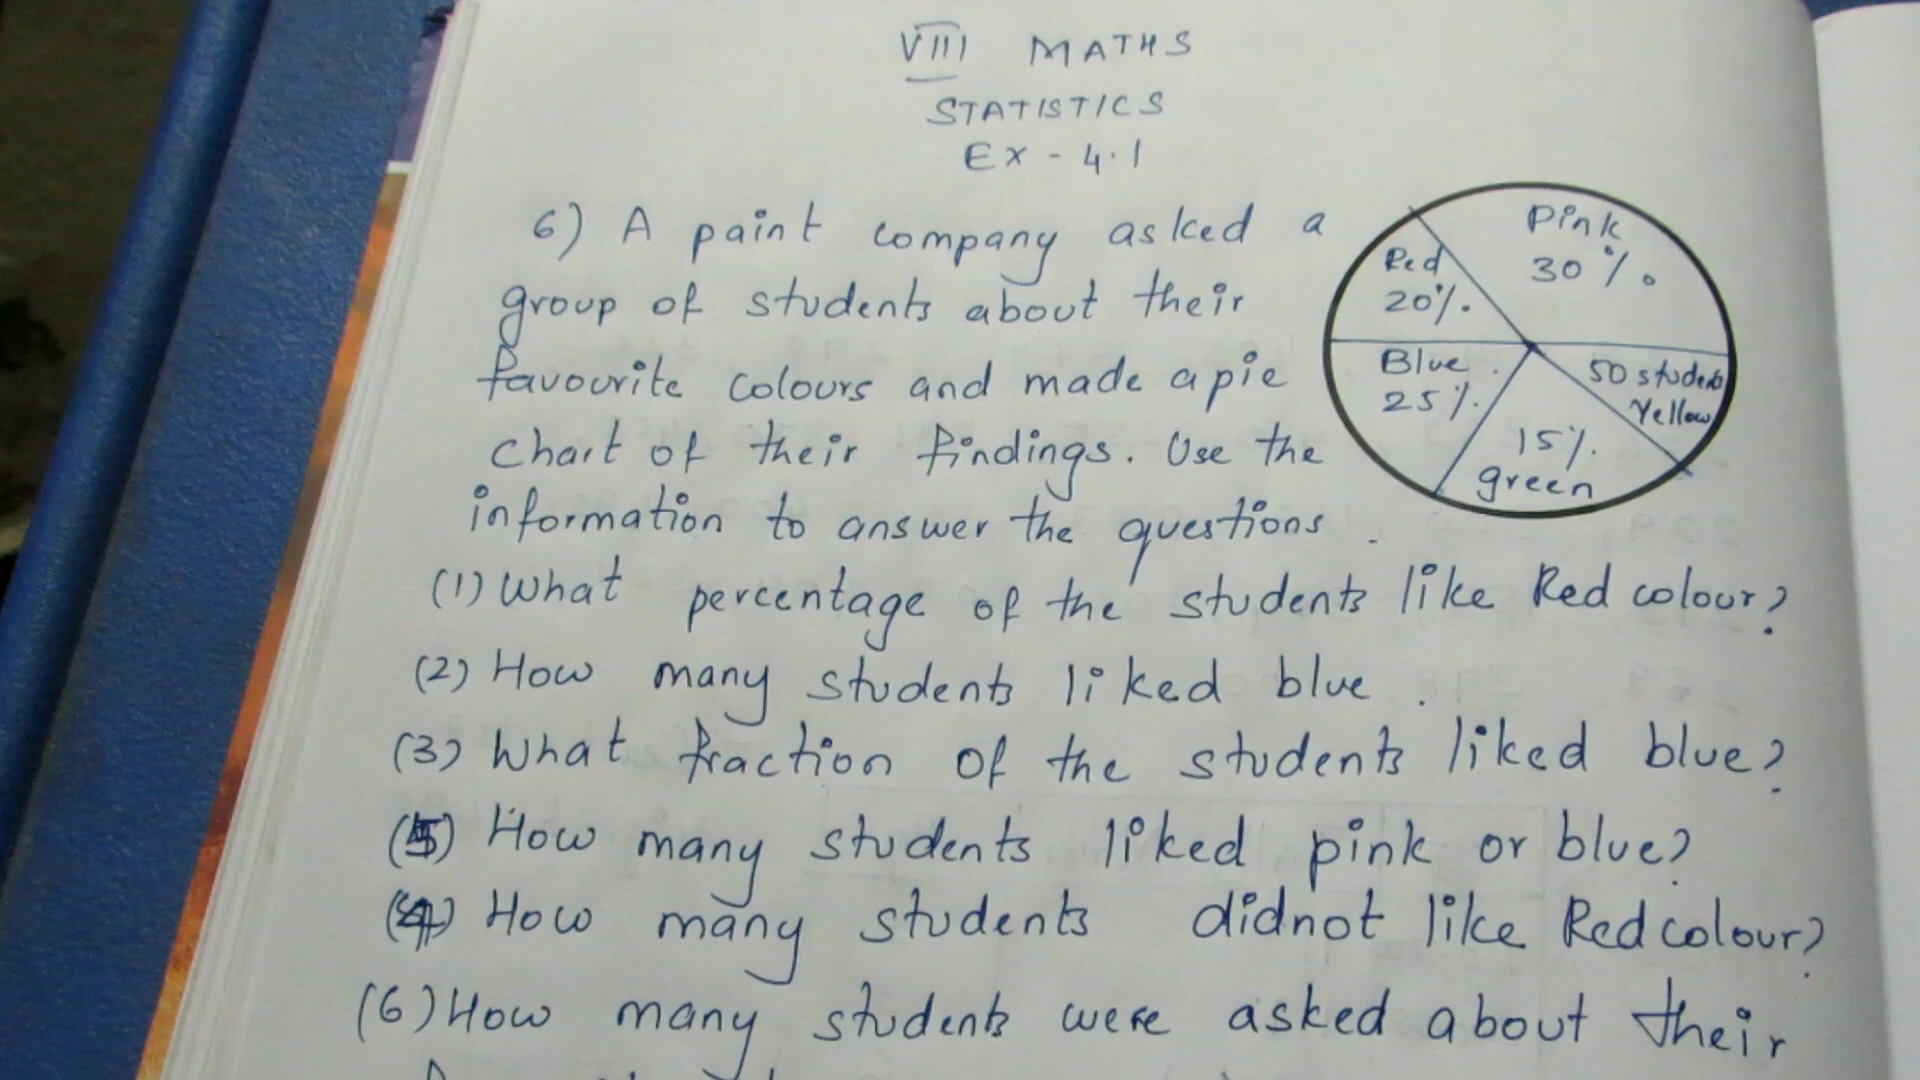 VIII MATHS
STATISTICS
EX - 4.1
6) A paint company asked a
group of students about their
favourite colours and made a pie
chart of their findings. Use the
information to answer the questions.
Pink
30%.
Red
20%.
Blue.
25%.
50 students
Yellow
15%.
green
(1) What percentage of the students like Red colour?
(2) How many students liked blue.
(3) What fraction of the students liked blue?
(5) How many students liked pink or blue?
(4) How many students didnot like Red colour?
(6) How many students were asked about their